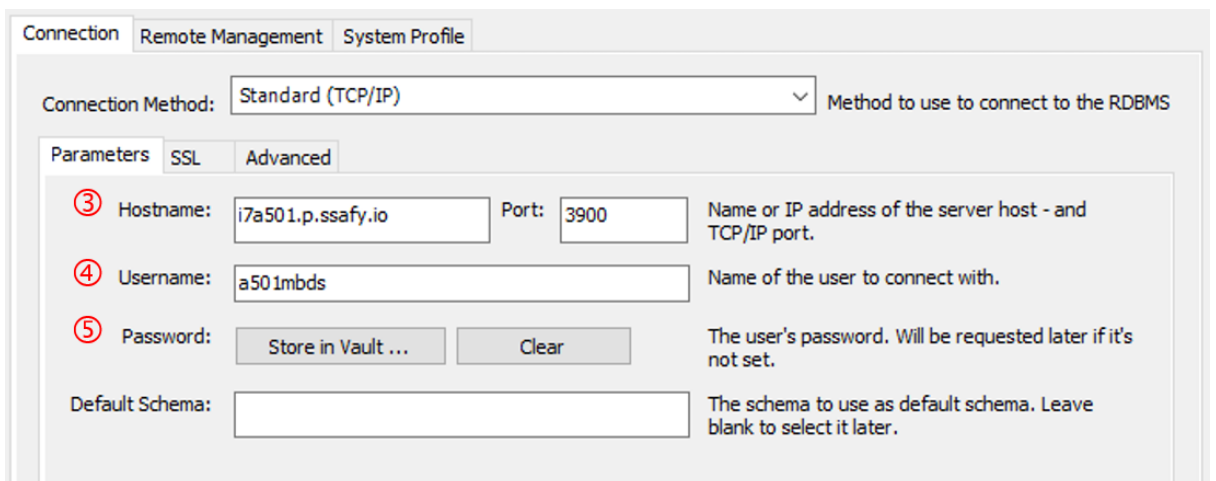 Connection Remote Management System Profile
Connection Method: Standard (TCP/IP) Method to use to connect to the RDBMS
Parameters SSL Advanced
③ Hostname: i7a501.p.ssafy.io Port: 3900 Name or IP address of the server host - and
TCP/IP port.
④ Username: a501mbds Name of the user to connect with.
⑤ Password: Store in Vault ... Clear The user's password. Will be requested later if it's
not set.
Default Schema: The schema to use as default schema. Leave
blank to select it later.